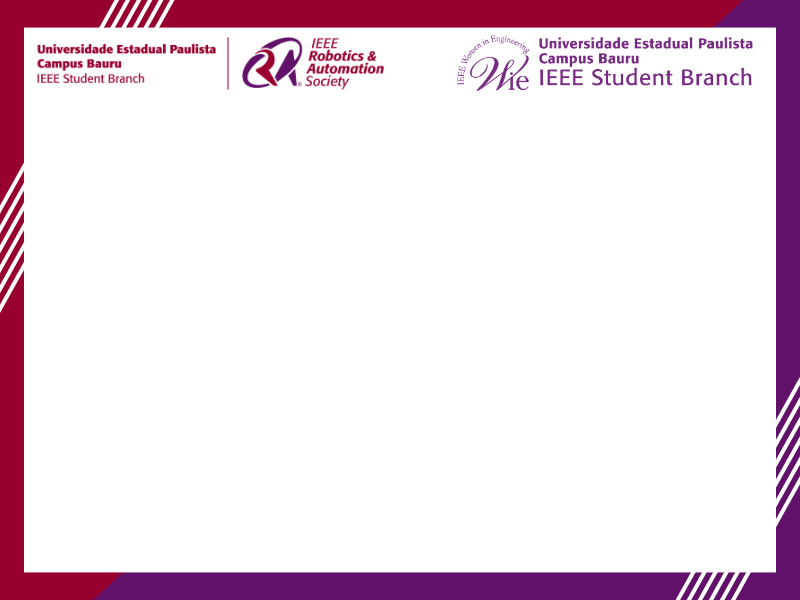 Universidade Estadual Paulista
Campus Bauru
IEEE Student Branch
IEEE
Robotics &
Automation
Society
IEEE Women in Engineering
WIE
Universidade Estadual Paulista
Campus Bauru
IEEE Student Branch